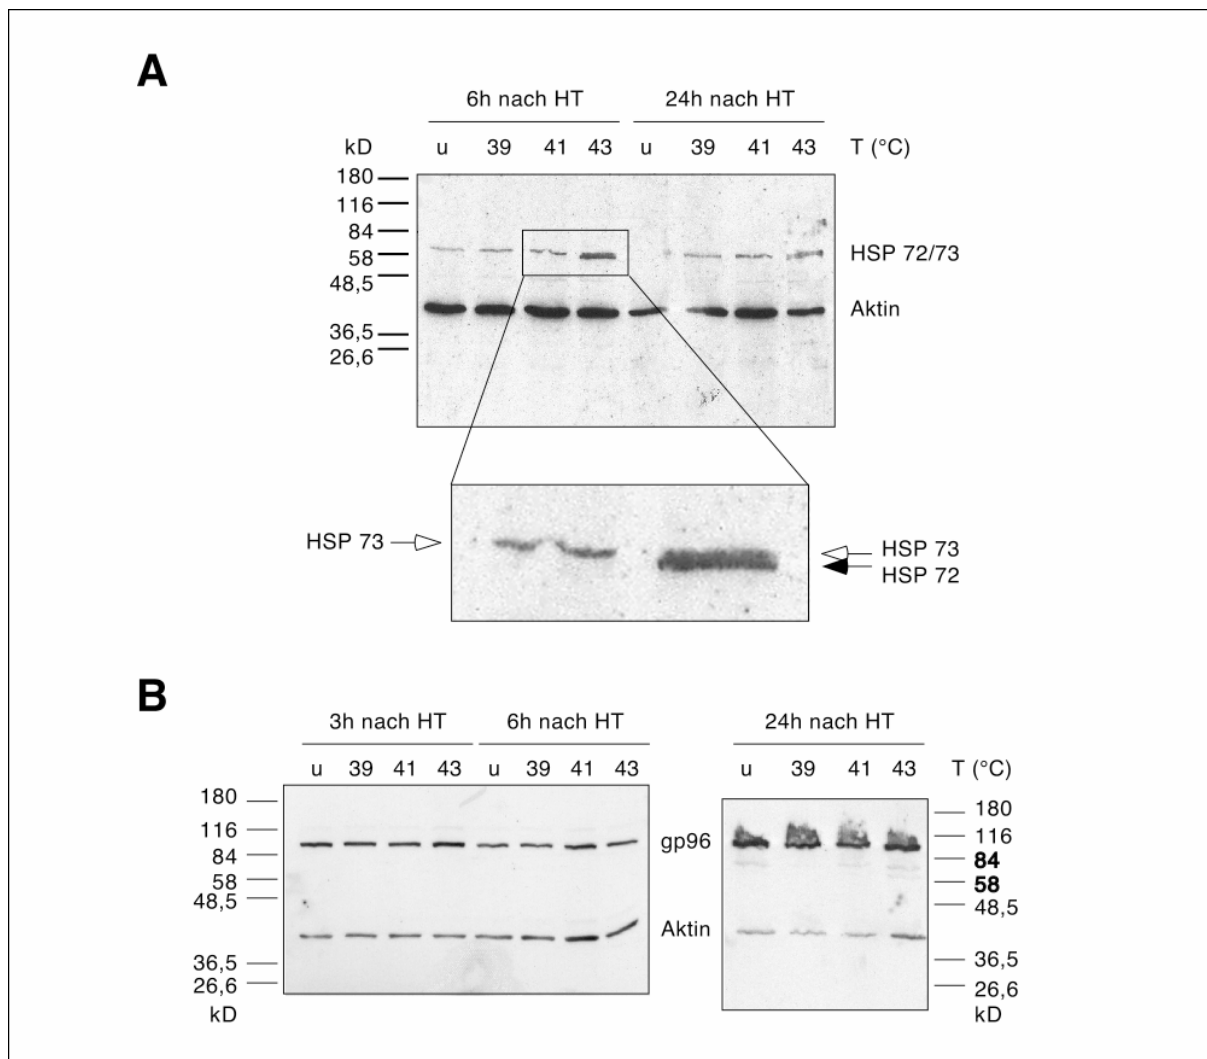 A
6h nach HT 24h nach HT
kD u 39 41 43 u 39 41 43 T (°C)
180
116
84
58
48,5
36,5
26,6
HSP 72/73
Aktin
HSP 73
HSP 73
HSP 72
B
3h nach HT 6h nach HT 24h nach HT
u 39 41 43 u 39 41 43 u 39 41 43 T (°C)
180
116
84
58
48,5
36,5
26,6
kD
gp96
Aktin
180
116
84
58
48,5
36,5
26,6
kD